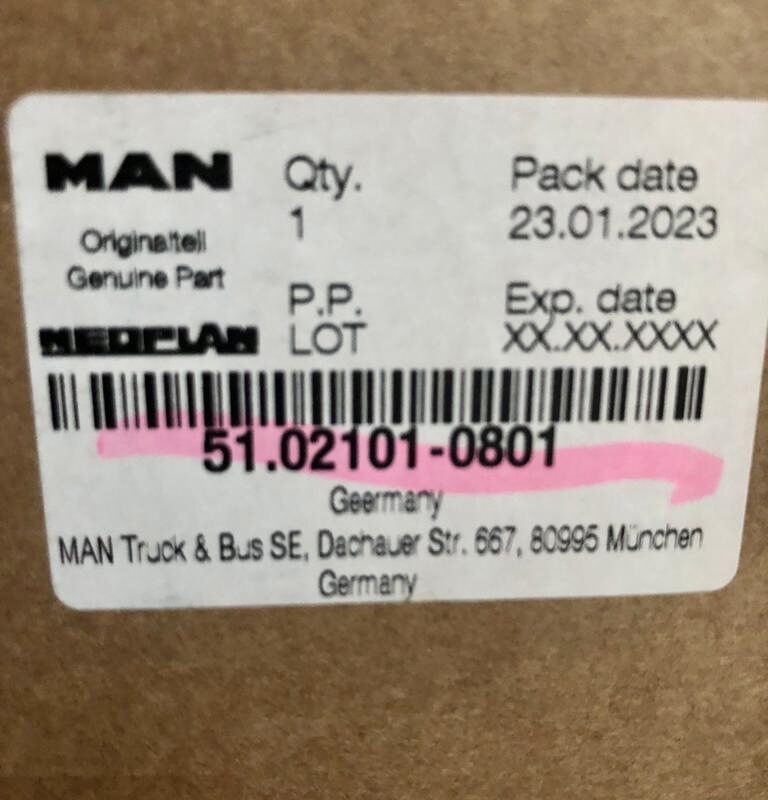 MAN
Originalteil
Genuine Part
NEOPLAN
Qty.
1
P.P.
LOT
Pack date
23.01.2023
Exp. date
XX.XX.XXXX
51.02101-0801
Geermany
MAN Truck & Bus SE, Dachauer Str. 667, 80995 München
Germany